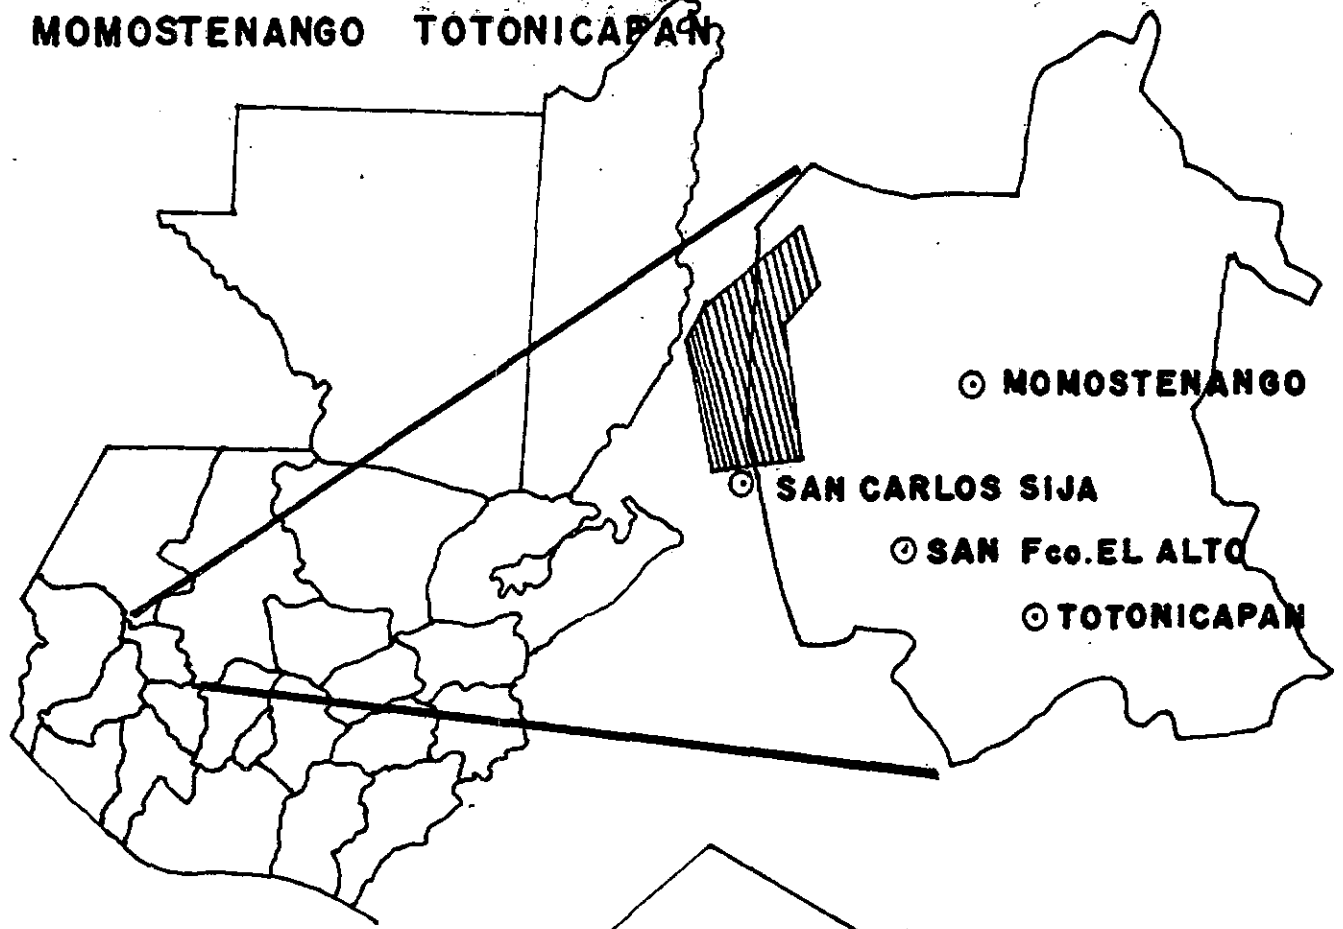 MOMOSTENANGO TOTONICAPAN
MOMOSTENANGO
SAN CARLOS SIJA
SAN Fco. EL ALTO
TOTONICAPAN